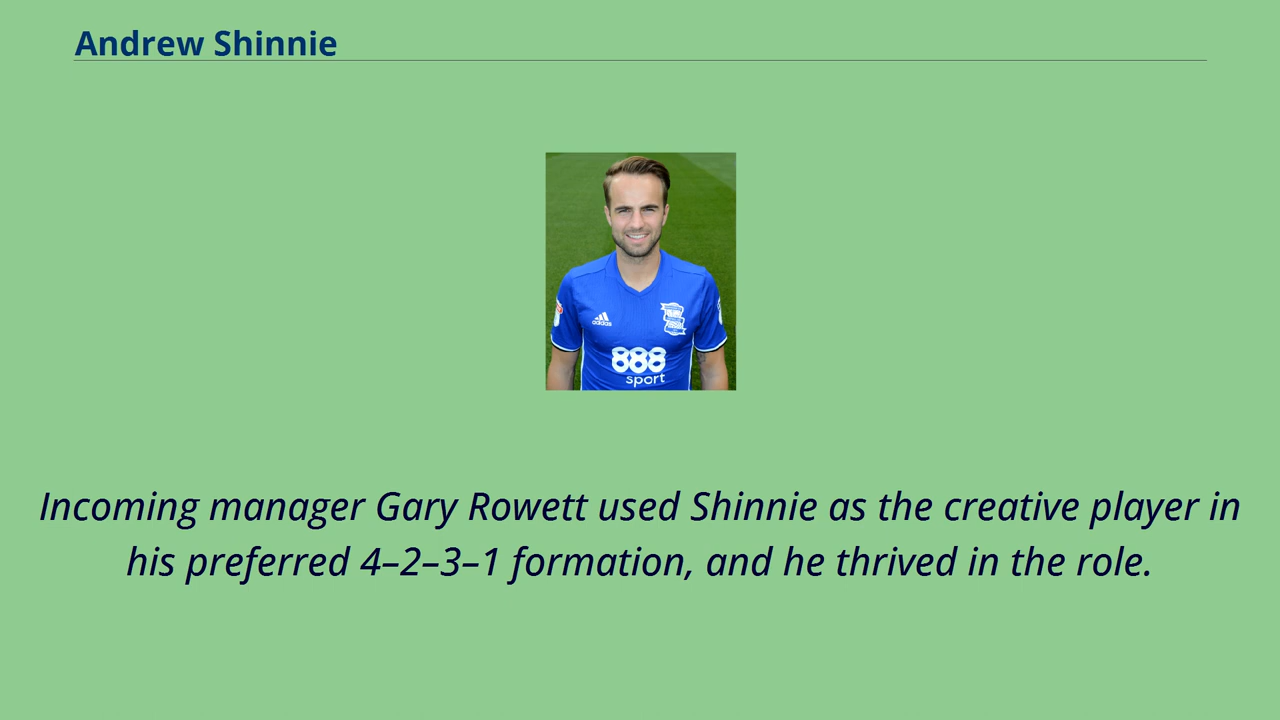 Andrew Shinnie
adidas
888
sport
Incoming manager Gary Rowett used Shinnie as the creative player in
his preferred 4–2–3–1 formation, and he thrived in the role.